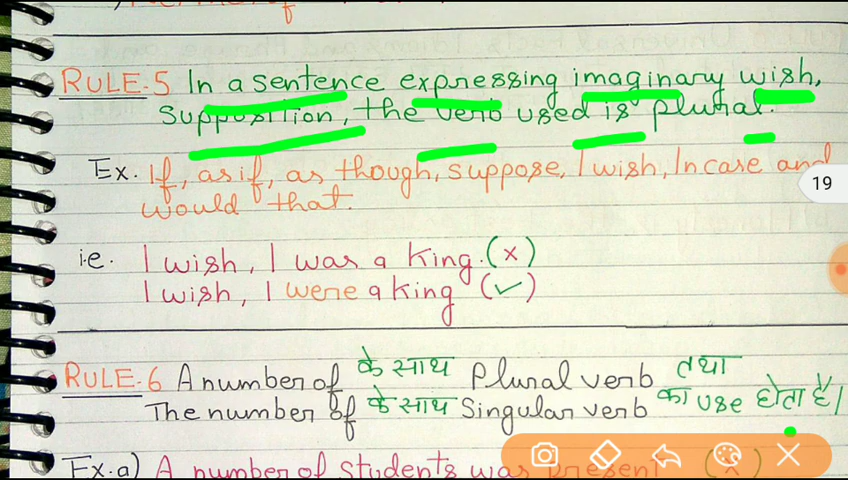 RULE-5 In a sentence expressing imaginary wish,
Supposition, the verb used is plural.
Ex. If, as if, as though, suppose, I wish, In case and
would that.
19
i.e. I wish, I was a king. (×)
I wish, I were a king (✓)
RULE-6 A number of के साथ Plural verb तथा
The number of के साथ Singular verb का use होता है।
Ex. a) A number of students was present (×)